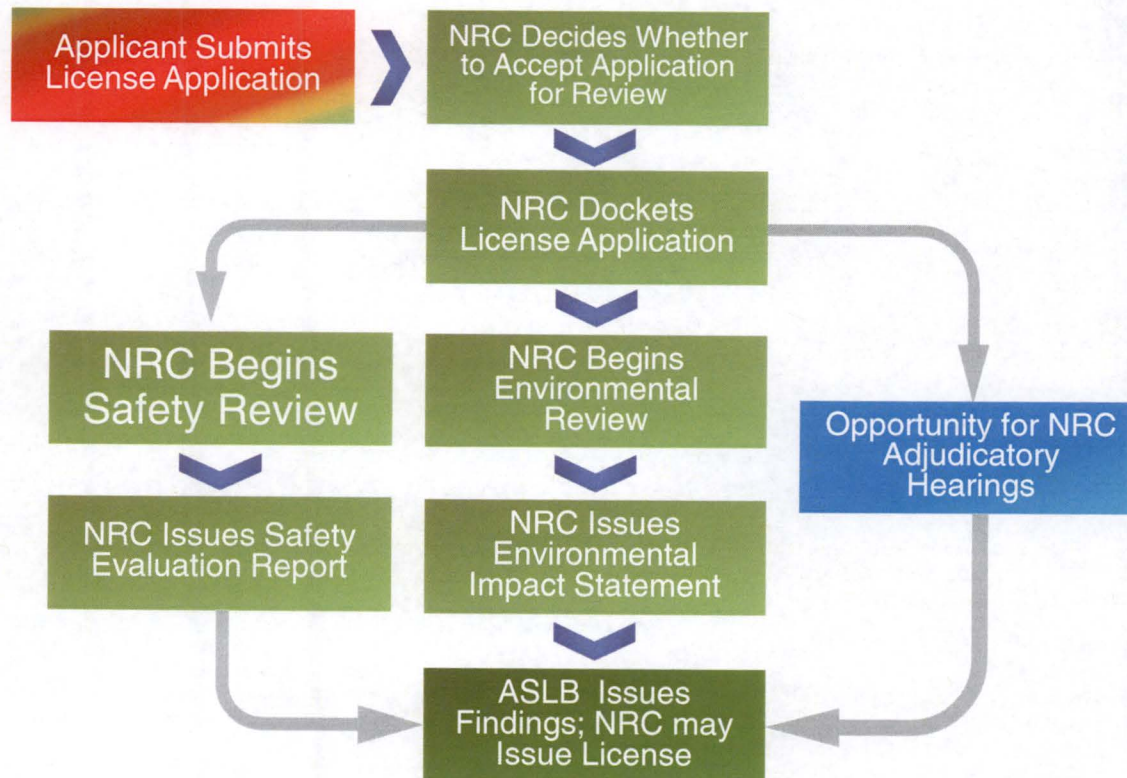 Applicant Submits
License Application
NRC Decides Whether
to Accept Application
for Review
NRC Dockets
License Application
NRC Begins
Safety Review
NRC Begins
Environmental
Review
Opportunity for NRC
Adjudicatory
Hearings
NRC Issues Safety
Evaluation Report
NRC Issues
Environmental
Impact Statement
ASLB Issues
Findings; NRC may
Issue License